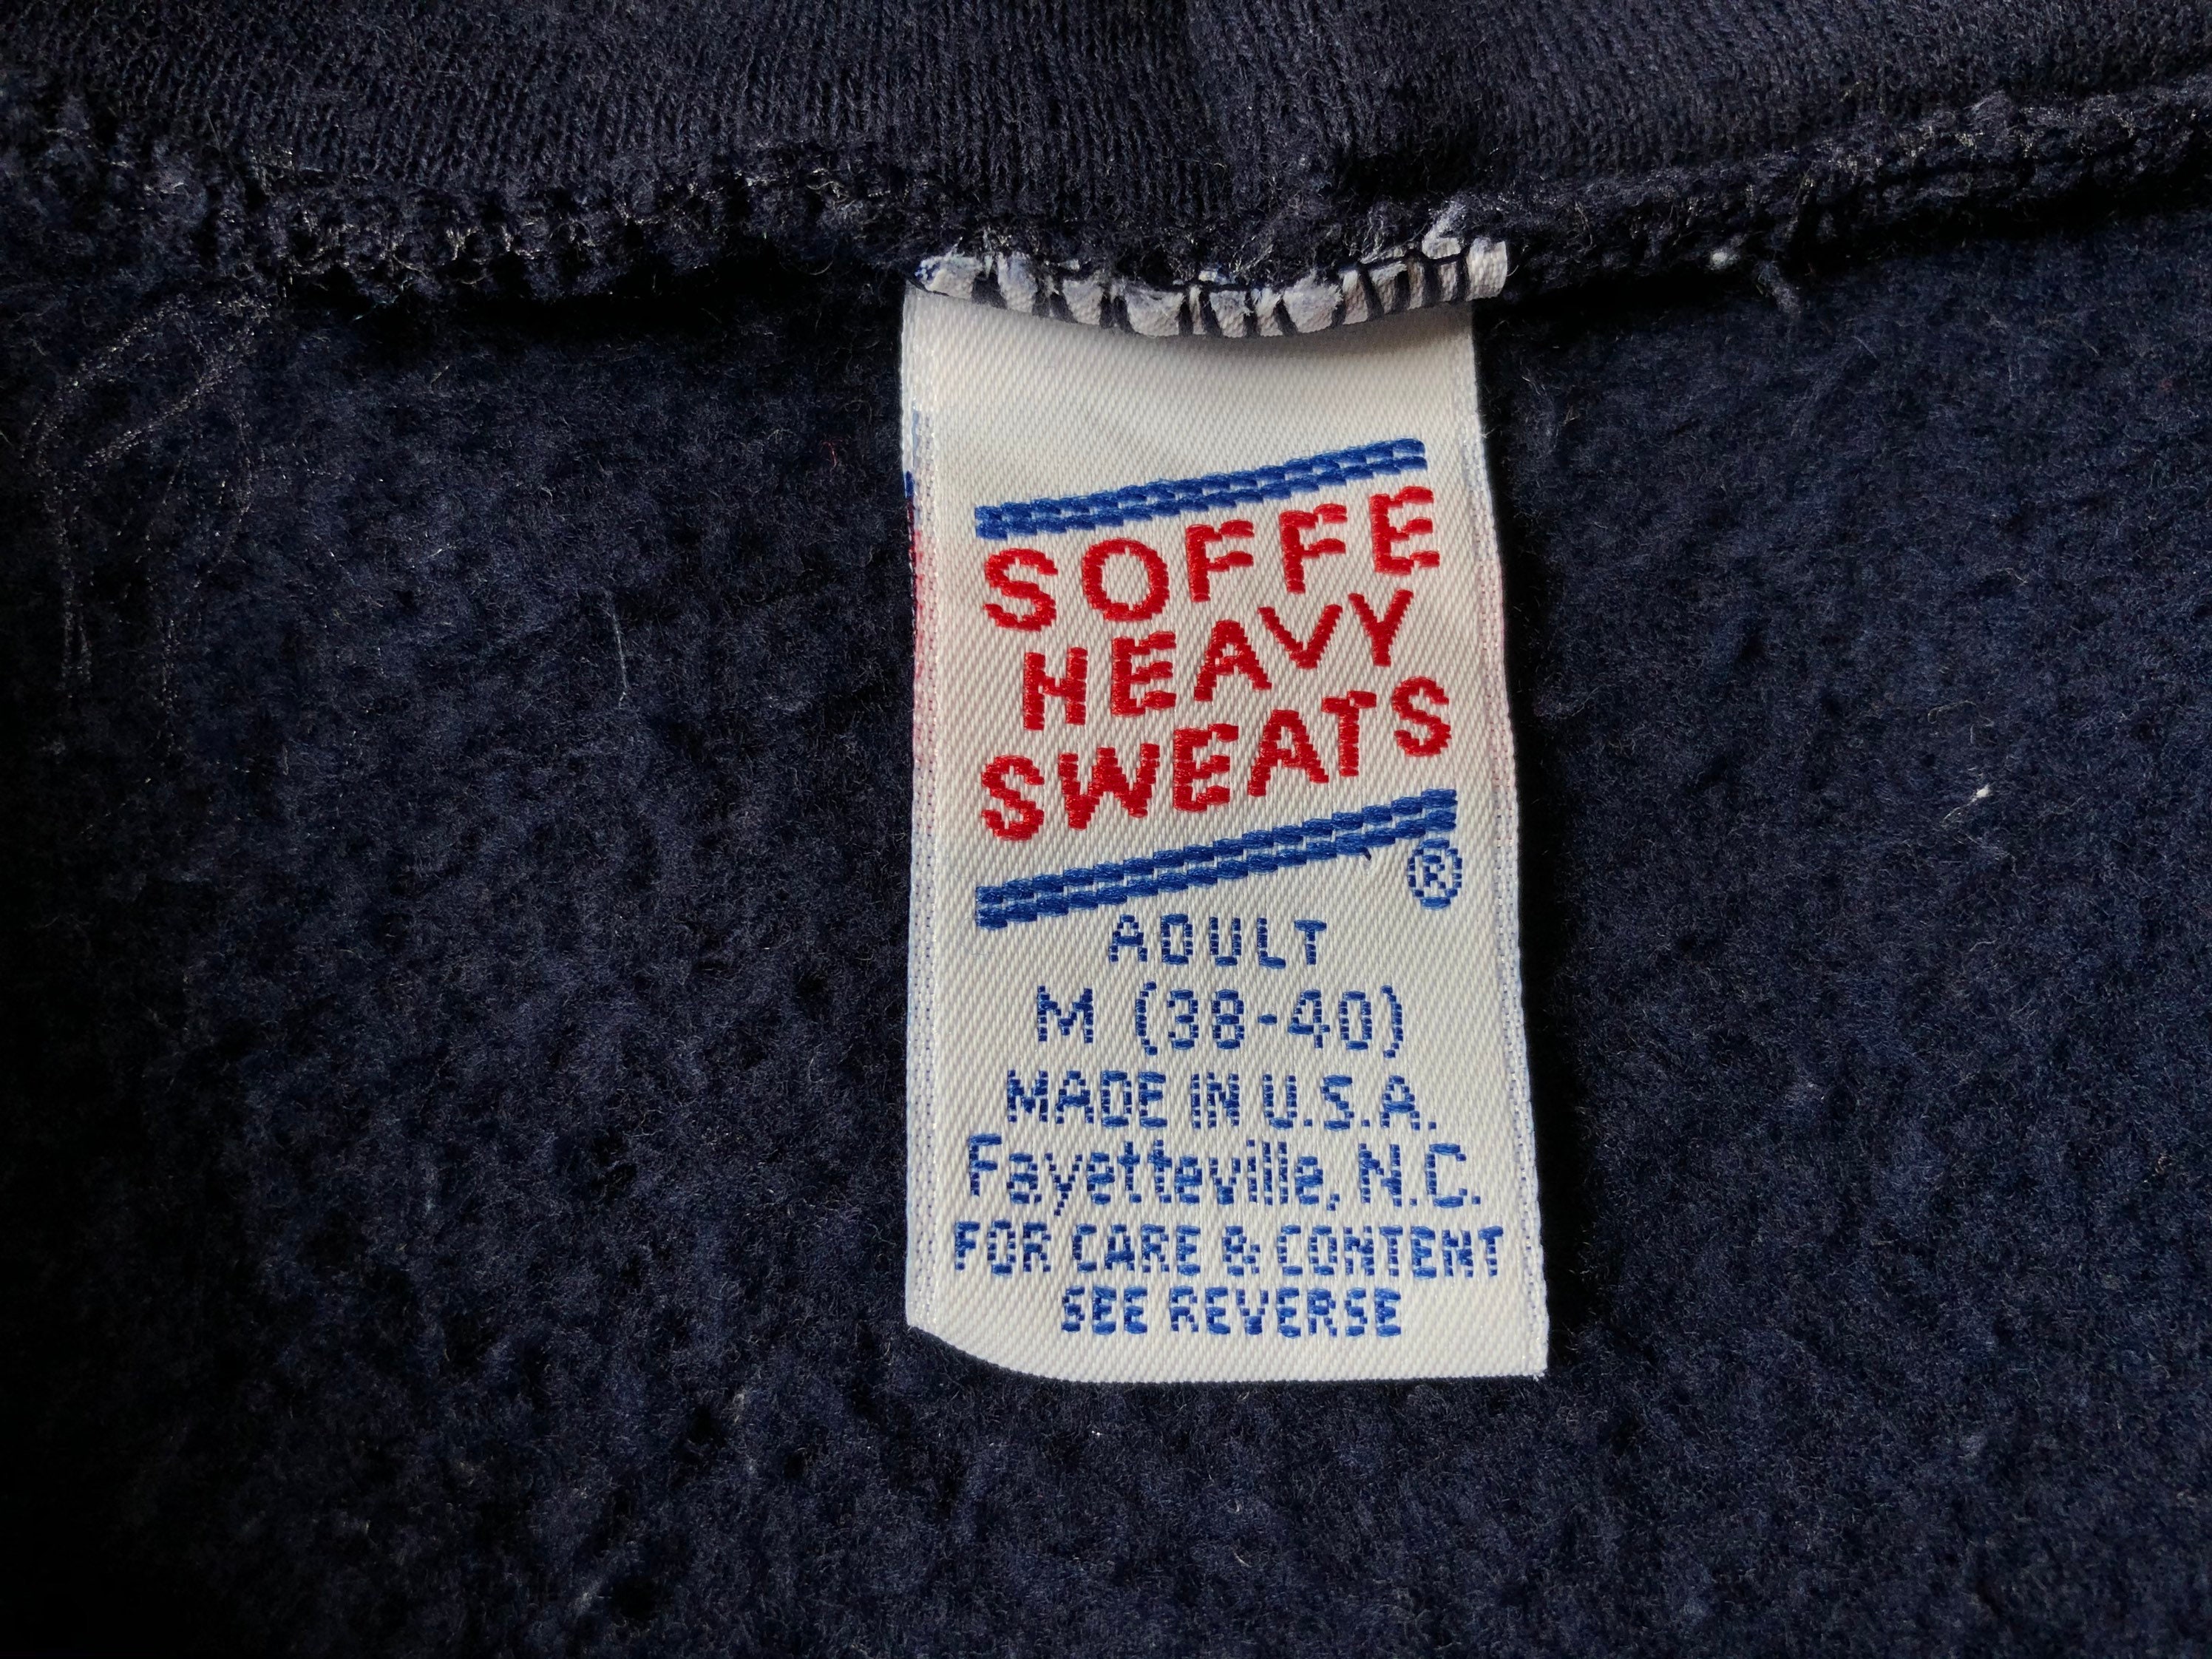 SOFFE
HEAVY
SWEATS
®
ADULT
M (38-40)
MADE IN U.S.A.
Fayetteville, N.C.
FOR CARE & CONTENT
SEE REVERSE